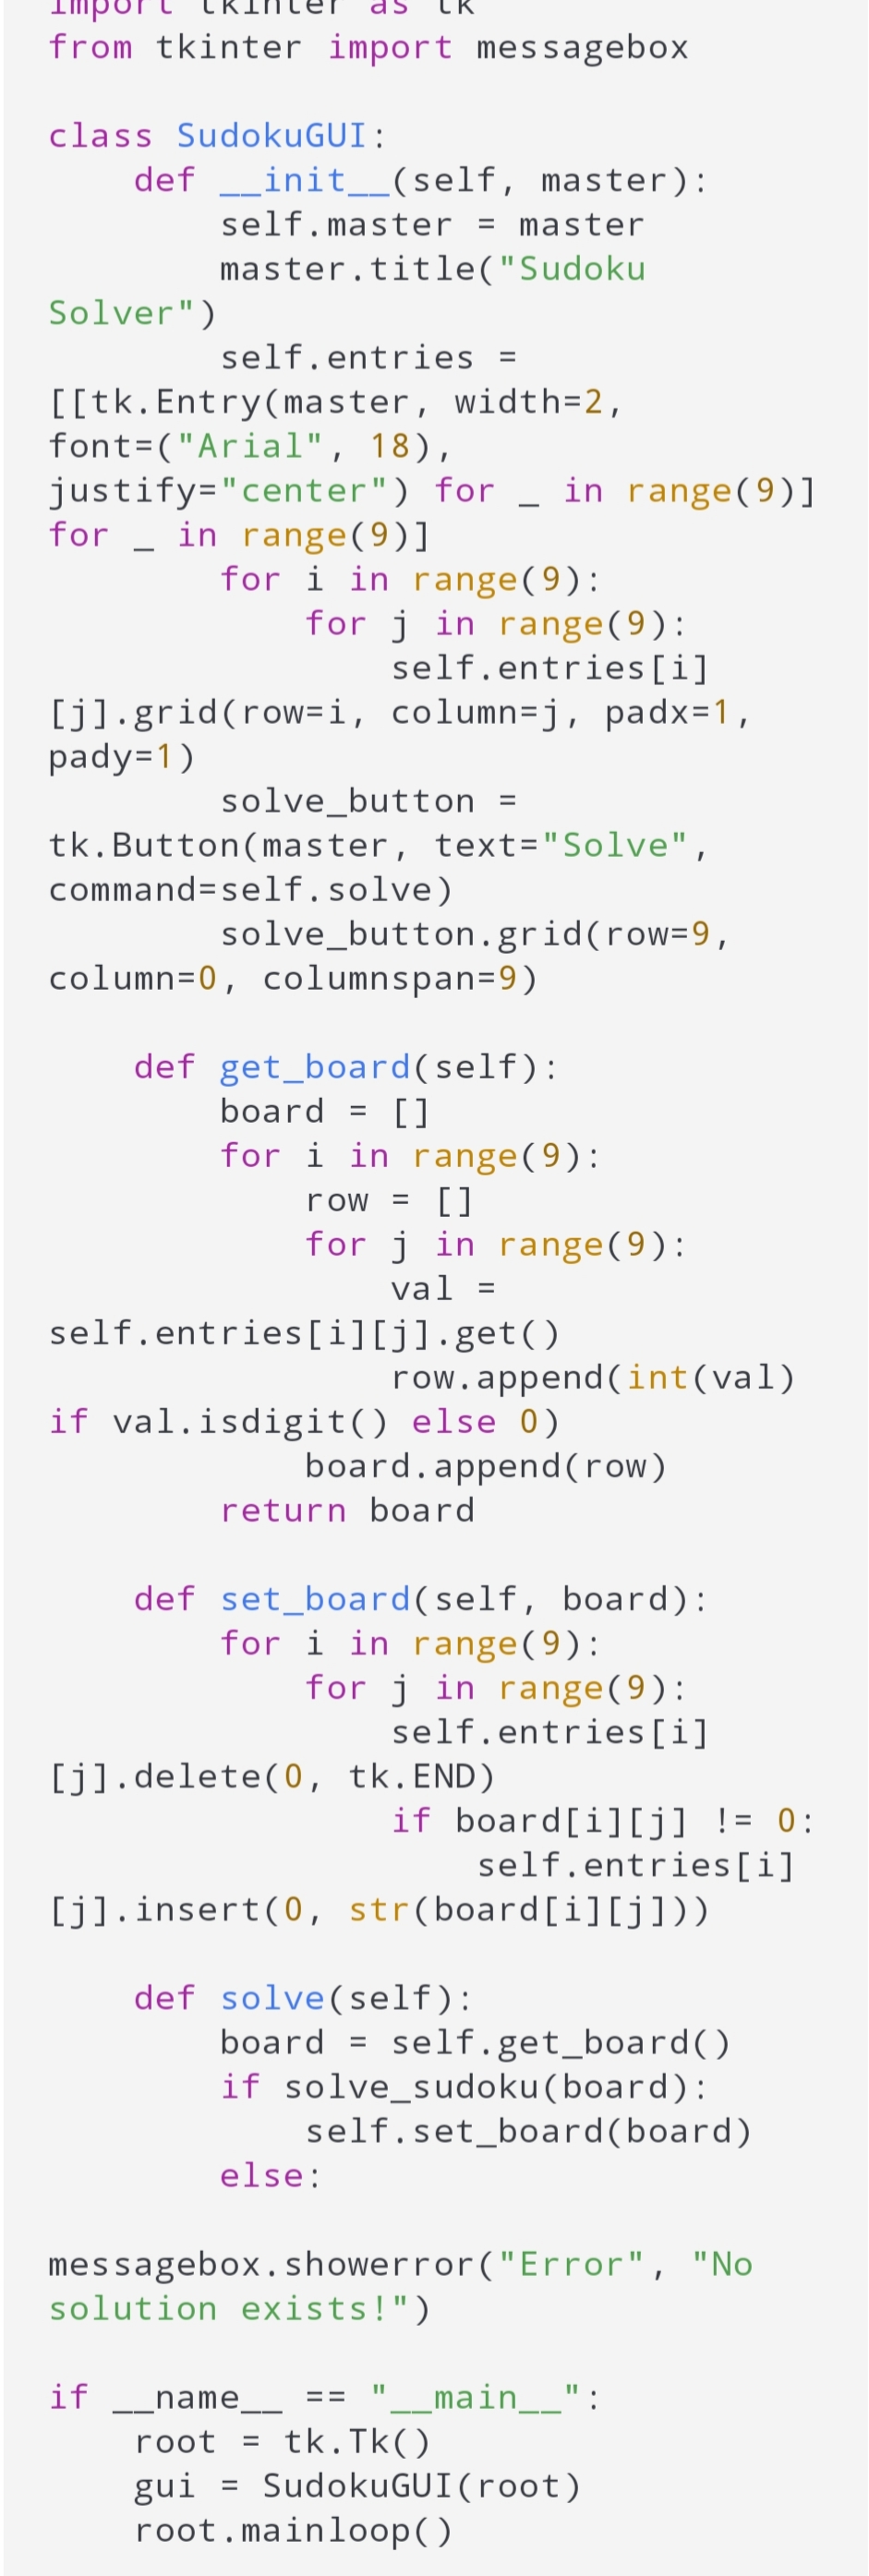 import tkinter as tk
from tkinter import messagebox

class SudokuGUI:
    def __init__(self, master):
        self.master = master
        master.title("Sudoku
Solver")
        self.entries =
[[tk.Entry(master, width=2,
font=("Arial", 18),
justify="center") for _ in range(9)]
for _ in range(9)]
        for i in range(9):
            for j in range(9):
                self.entries[i]
[j].grid(row=i, column=j, padx=1,
pady=1)
        solve_button =
tk.Button(master, text="Solve",
command=self.solve)
        solve_button.grid(row=9,
column=0, columnspan=9)

    def get_board(self):
        board = []
        for i in range(9):
            row = []
            for j in range(9):
                val =
self.entries[i][j].get()
                row.append(int(val)
if val.isdigit() else 0)
            board.append(row)
        return board

    def set_board(self, board):
        for i in range(9):
            for j in range(9):
                self.entries[i]
[j].delete(0, tk.END)
                if board[i][j] != 0:
                    self.entries[i]
[j].insert(0, str(board[i][j]))

    def solve(self):
        board = self.get_board()
        if solve_sudoku(board):
            self.set_board(board)
        else:

messagebox.showerror("Error", "No
solution exists!")

if __name__ == "__main__":
    root = tk.Tk()
    gui = SudokuGUI(root)
    root.mainloop()